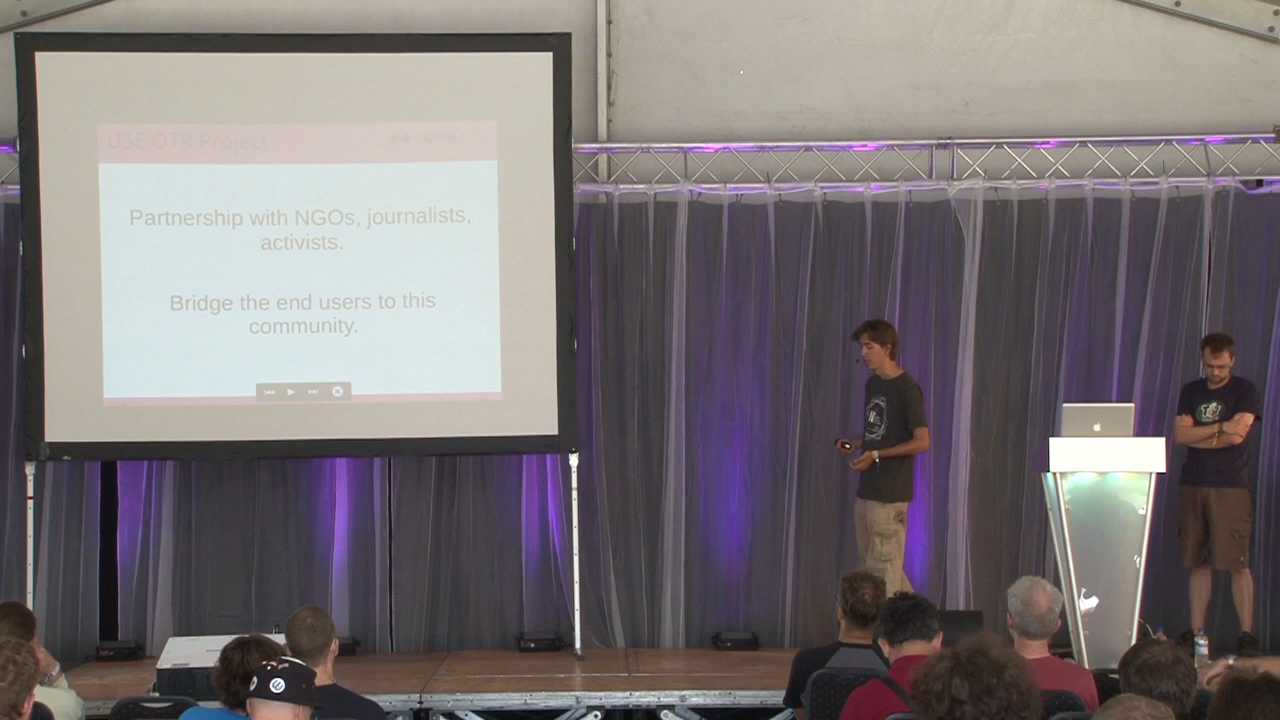 USE OTR Project
Partnership with NGOs, journalists,
activists.
Bridge the end users to this
community.